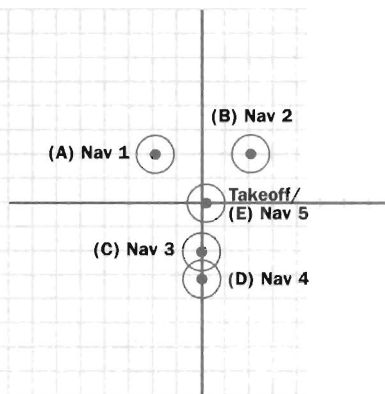 (B) Nav 2
(A) Nav 1
Takeoff/
(E) Nav 5
(C) Nav 3
(D) Nav 4